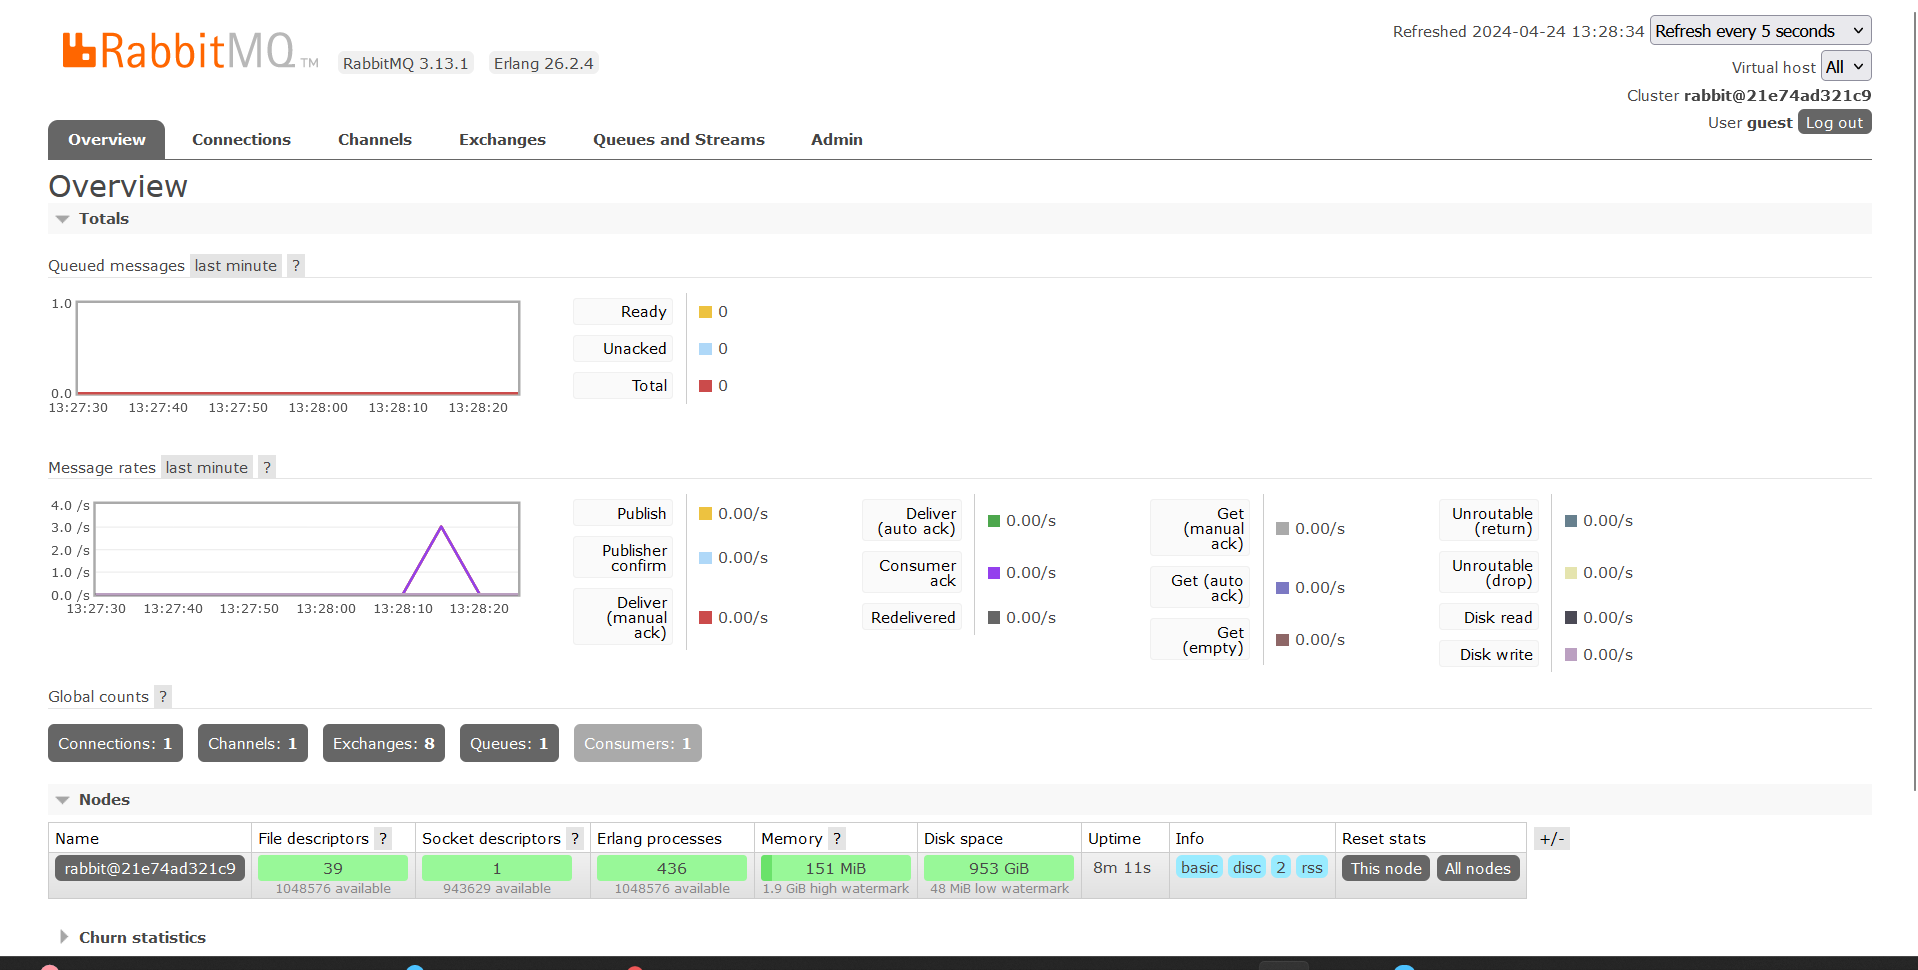 RabbitMQ TM RabbitMQ 3.13.1 Erlang 26.2.4
Refreshed 2024-04-24 13:28:34 Refresh every 5 seconds
Virtual host All
Cluster rabbit@21e74ad321c9
User guest Log out
Overview Connections Channels Exchanges Queues and Streams Admin
Overview
Totals
Queued messages last minute ?
1.0
0.0
13:27:30 13:27:40 13:27:50 13:28:00 13:28:10 13:28:20
Ready 0
Unacked 0
Total 0
Message rates last minute ?
4.0 /s
3.0 /s
2.0 /s
1.0 /s
0.0 /s
13:27:30 13:27:40 13:27:50 13:28:00 13:28:10 13:28:20
Publish 0.00/s
Publisher
confirm 0.00/s
Deliver
(manual
ack) 0.00/s
Deliver
(auto ack) 0.00/s
Consumer
ack 0.00/s
Redelivered 0.00/s
Get
(manual
ack) 0.00/s
Get (auto
ack) 0.00/s
Get
(empty) 0.00/s
Unroutable
(return) 0.00/s
Unroutable
(drop) 0.00/s
Disk read 0.00/s
Disk write 0.00/s
Global counts ?
Connections: 1 Channels: 1 Exchanges: 8 Queues: 1 Consumers: 1
Nodes
Name File descriptors ? Socket descriptors ? Erlang processes Memory ? Disk space Uptime Info Reset stats +/-
rabbit@21e74ad321c9 39 1 436 151 MiB 953 GiB 8m 11s basic disc 2 rss This node All nodes
1048576 available 943629 available 1048576 available 1.9 GiB high watermark 48 MiB low watermark
Churn statistics